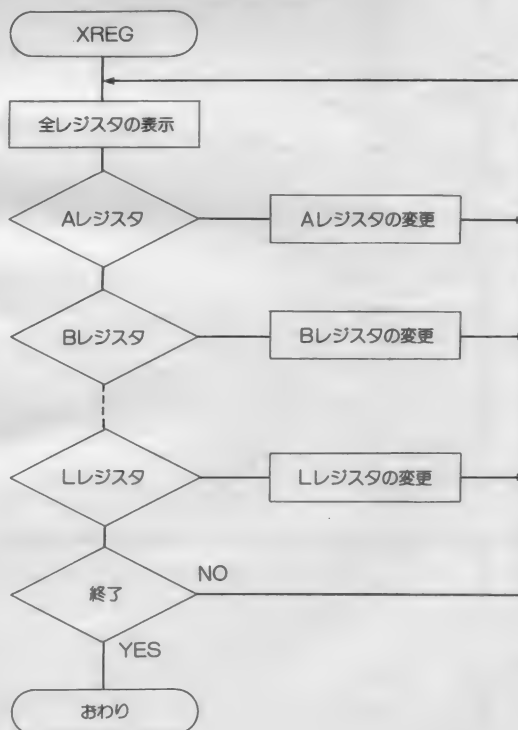 XREG
全レジスタの表示
Aレジスタ
Aレジスタの変更
Bレジスタ
Bレジスタの変更
Lレジスタ
Lレジスタの変更
終了
NO
YES
おわり